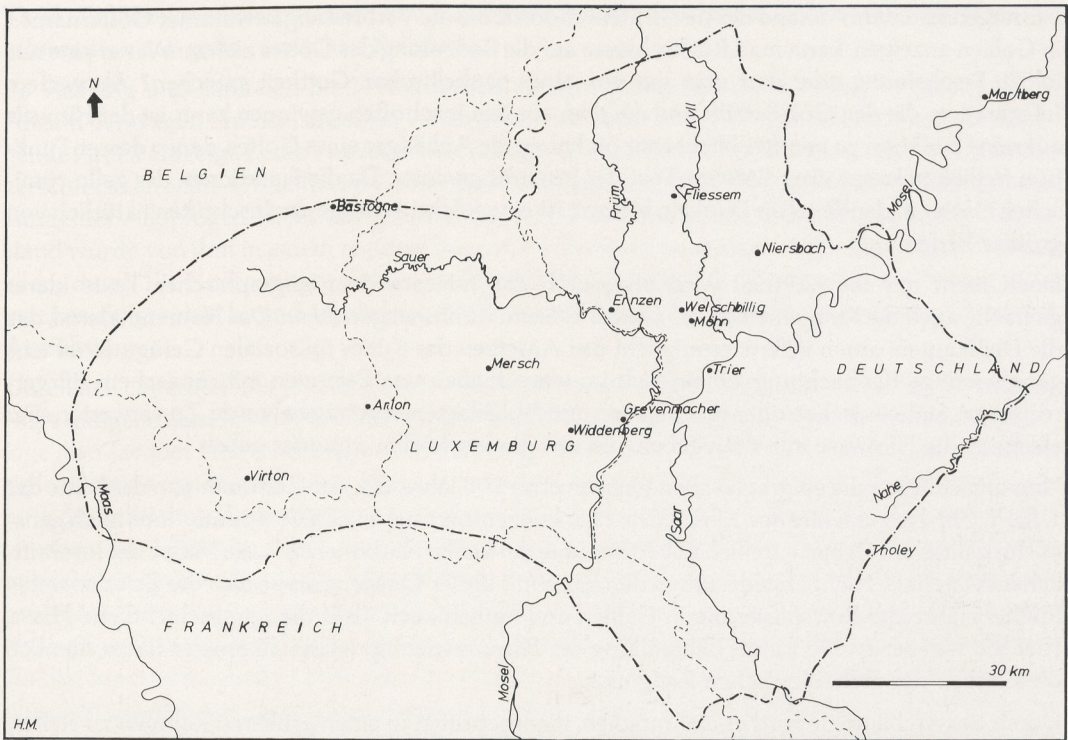 N
Martberg
Kyll
BELGIEN
Fliessem
Prüm
Mosel
Bastogne
Niersbach
Sauer
Ernzen
Welschbillig
Möhn
Mersch
Trier
DEUTSCHLAND
Arlon
Grevenmacher
Widdenberg
LUXEMBURG
Virton
Maas
Nahe
Saar
Tholey
FRANKREICH
30 km
Mosel
H.M.